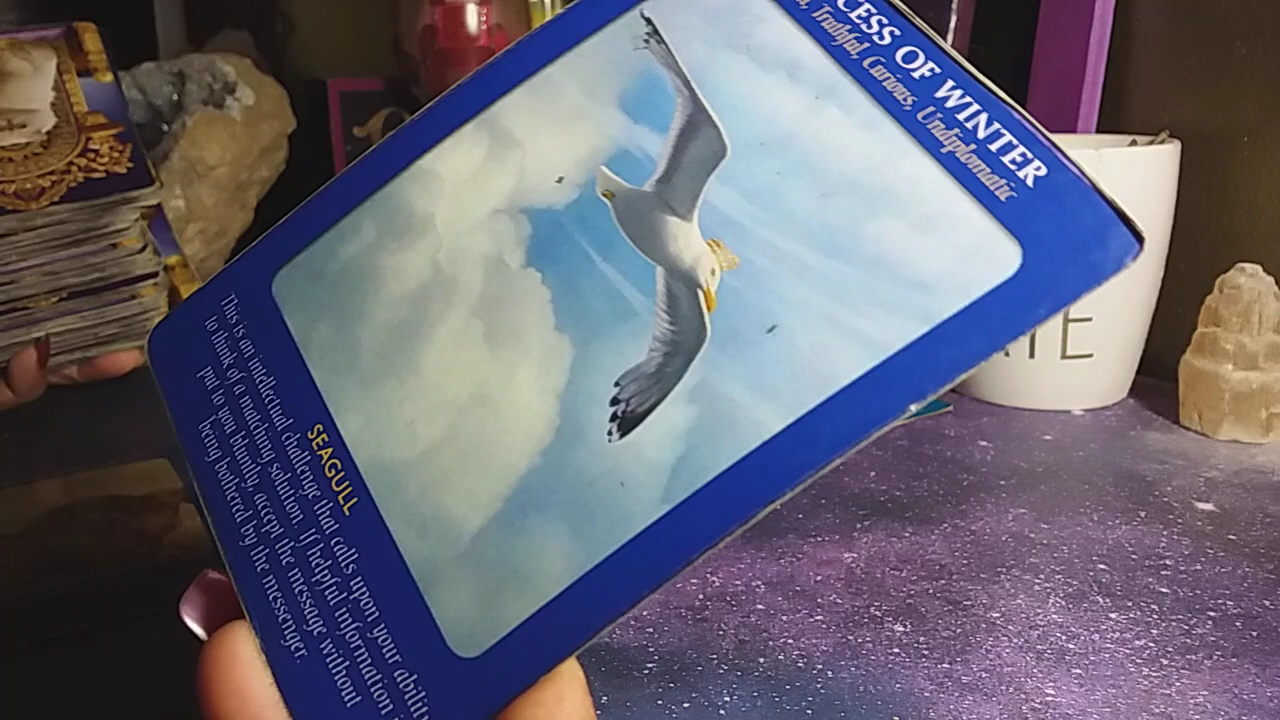 CESS OF WINTER
Truthful, Curious, Undiplomatic
SEAGULL
This is an intellectual challenge that calls upon your ability
to think of a matching solution. If helpful information
put to you bluntly, accept the message without
being bothered by the messenger.